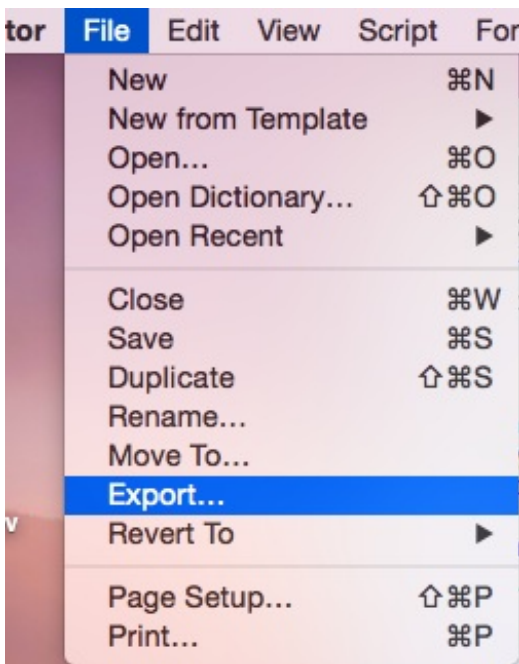 tor File Edit View Script For
New ⌘N
New from Template ▶
Open... ⌘O
Open Dictionary... ⇧⌘O
Open Recent ▶
Close ⌘W
Save ⌘S
Duplicate ⇧⌘S
Rename...
Move To...
Export...
v
Revert To ▶
Page Setup... ⇧⌘P
Print... ⌘P